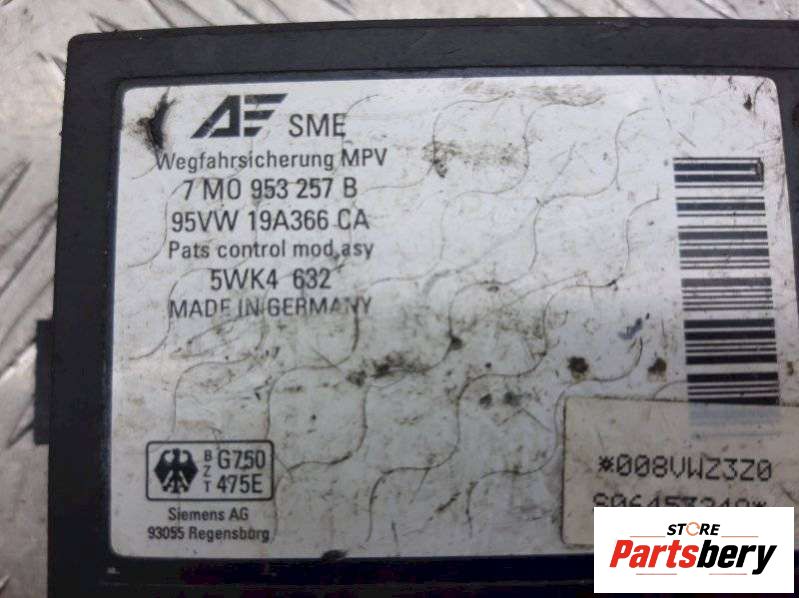 AE SME
Wegfahrsicherung MPV
7 M0 953 257 B
95VW 19A366 CA
Pats control mod,asy
5WK4 632
MADE IN GERMANY
BZT G750
475E
Siemens AG
93055 Regensburg
*008VWZ3Z0
STORE
Partsbery